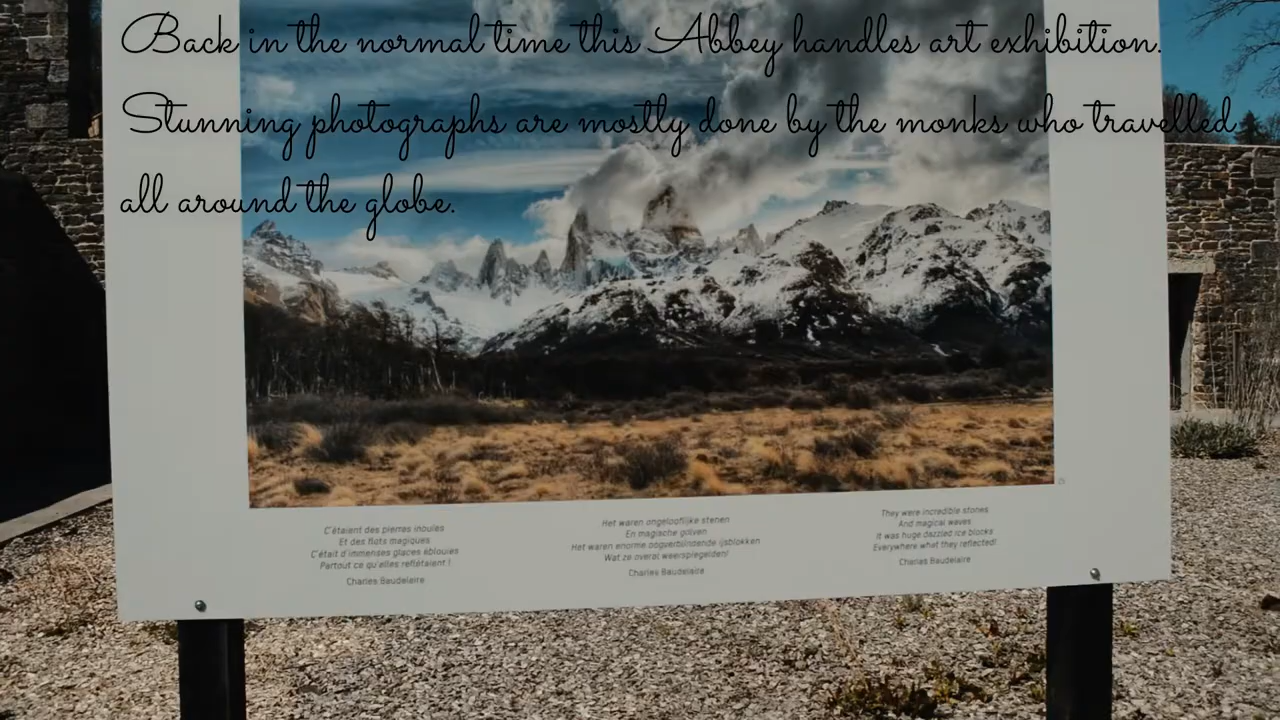 Back in the normal time this Abbey handles art exhibition.
Stunning photographs are mostly done by the monks who travelled
all around the globe.
C'étaient des pierres inouïes
Et des flots magiques
C'était d'immenses glaces éblouies
Partout ce qu'elles reflétaient !
Charles Baudelaire
Het waren ongelooflijke stenen
En magische golven
Het waren enorme oogverblindende ijsblokken
Wat ze overal weerspiegelden!
Charles Baudelaire
They were incredible stones
And magical waves
It was huge dazzled ice blocks
Everywhere what they reflected!
Charles Baudelaire